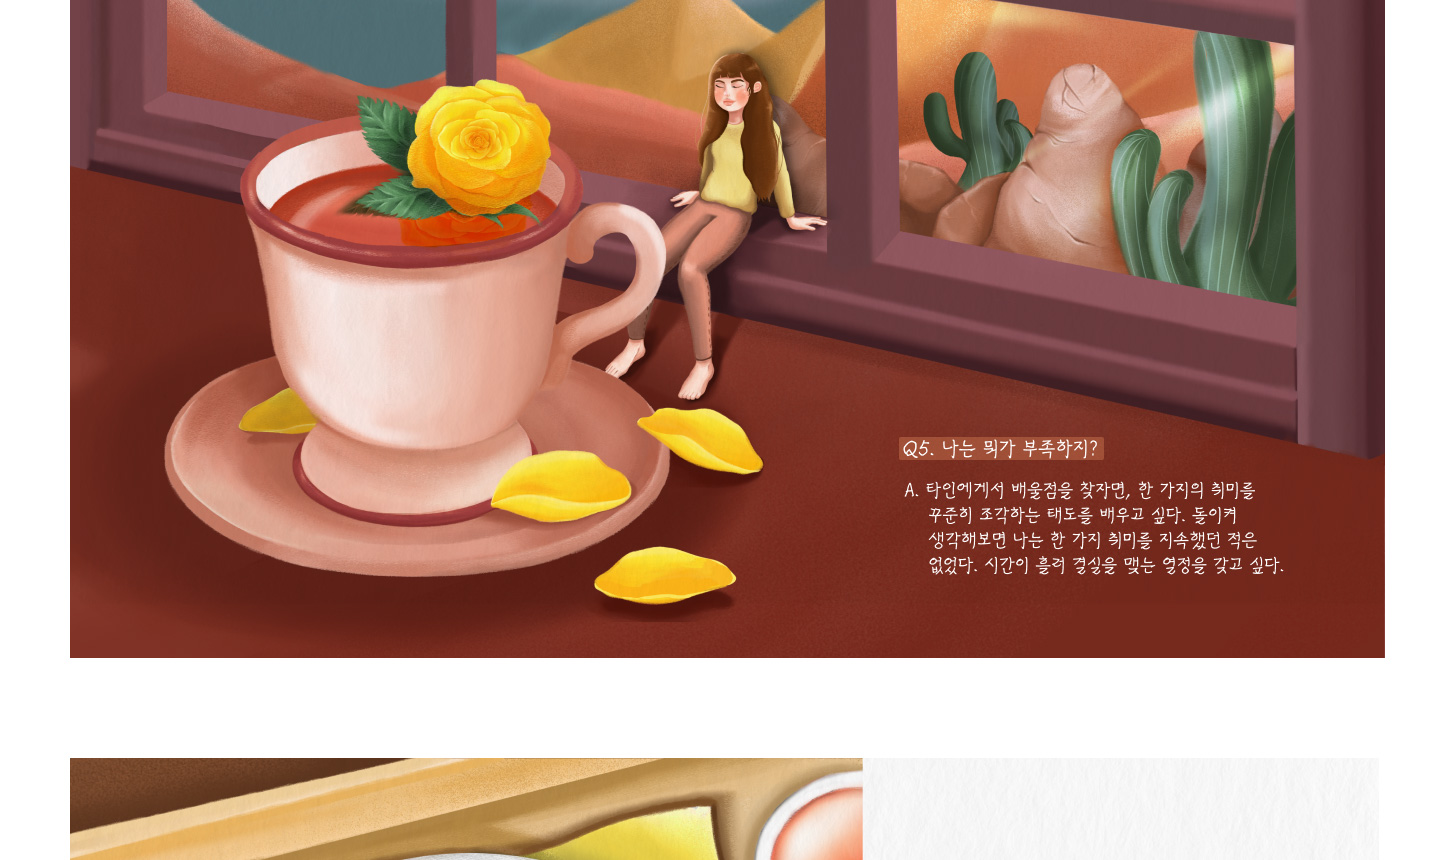 Q5. 나는 뭐가 부족하지?
A. 타인에게서 배울점을 찾자면, 한 가지의 취미를
꾸준히 조각하는 태도를 배우고 싶다. 돌이켜
생각해보면 나는 한 가지 취미를 지속했던 적은
없었다. 시간이 흘러 결실을 맺는 열정을 갖고 싶다.